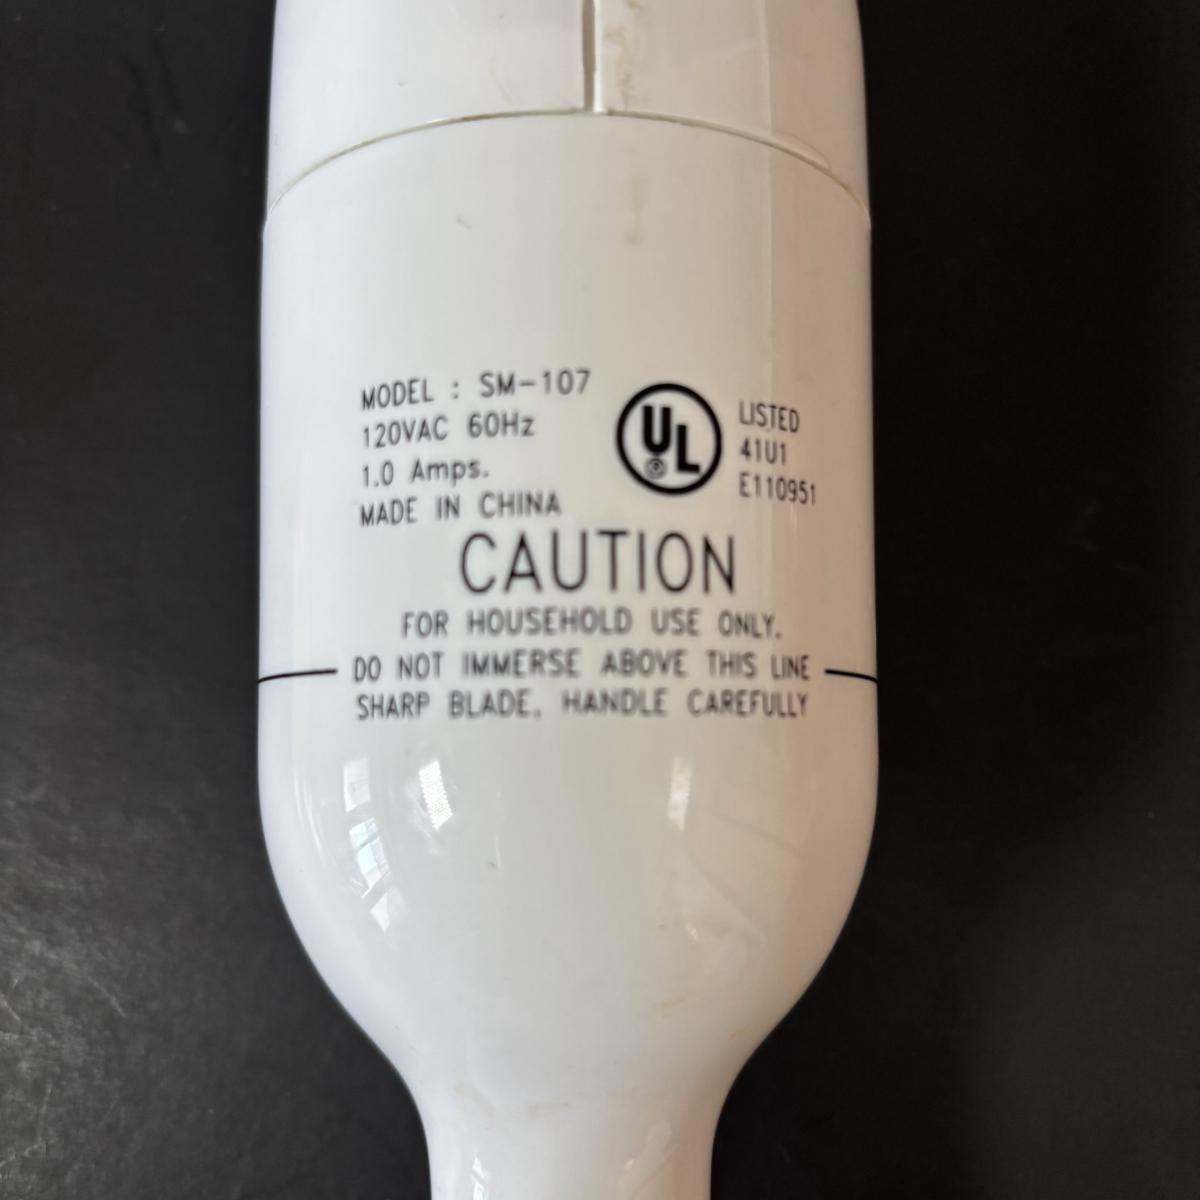 MODEL : SM-107
120VAC 60Hz
1.0 Amps.
MADE IN CHINA
UL
LISTED
41U1
E110951
CAUTION
FOR HOUSEHOLD USE ONLY.
DO NOT IMMERSE ABOVE THIS LINE
SHARP BLADE. HANDLE CAREFULLY